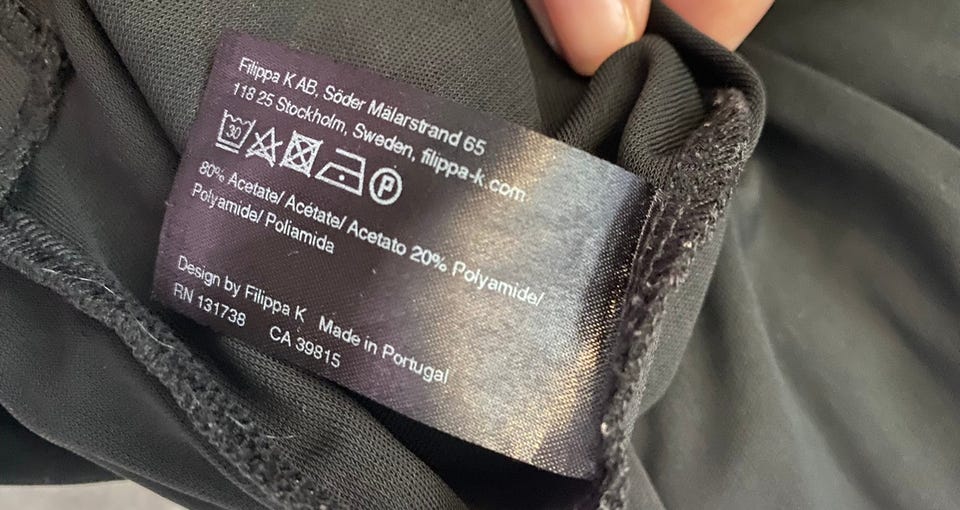 Filippa K AB, Söder Mälarstrand 65
118 25 Stockholm, Sweden, filippa-k.com
30 P
80% Acetate/ Acétate/ Acetato 20% Polyamide/
Polyamide/ Poliamida
Design by Filippa K Made in Portugal
RN 131738 CA 39815